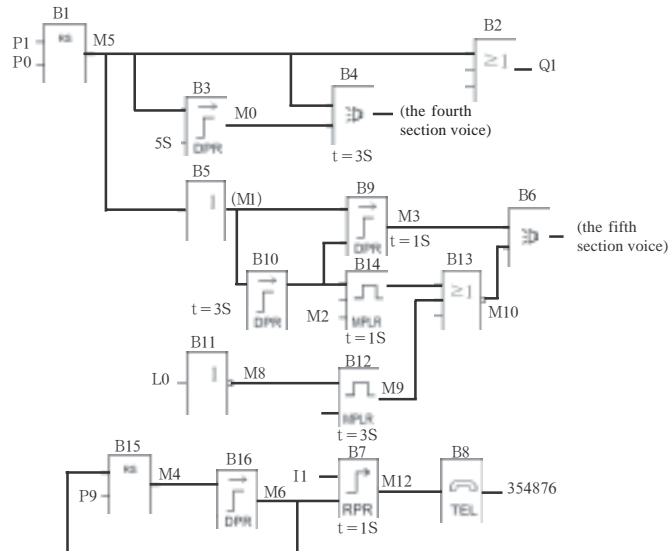 B1
RS
M5
P1
P0
B2
≥1
Q1
B3
M0
5S
DPR
B4
(the fourth
section voice)
t=3S
B5
1
(M1)
B9
M3
DPR
t=1S
B6
(the fifth
section voice)
B10
t=3S
DPR
B14
M2
MPLR
t=1S
B13
≥1
M10
B11
1
L0
M8
B12
M9
MPLR
t=3S
B15
RS
M4
P9
B16
M6
DPR
B7
I1
M12
RPR
t=1S
B8
TEL
354876